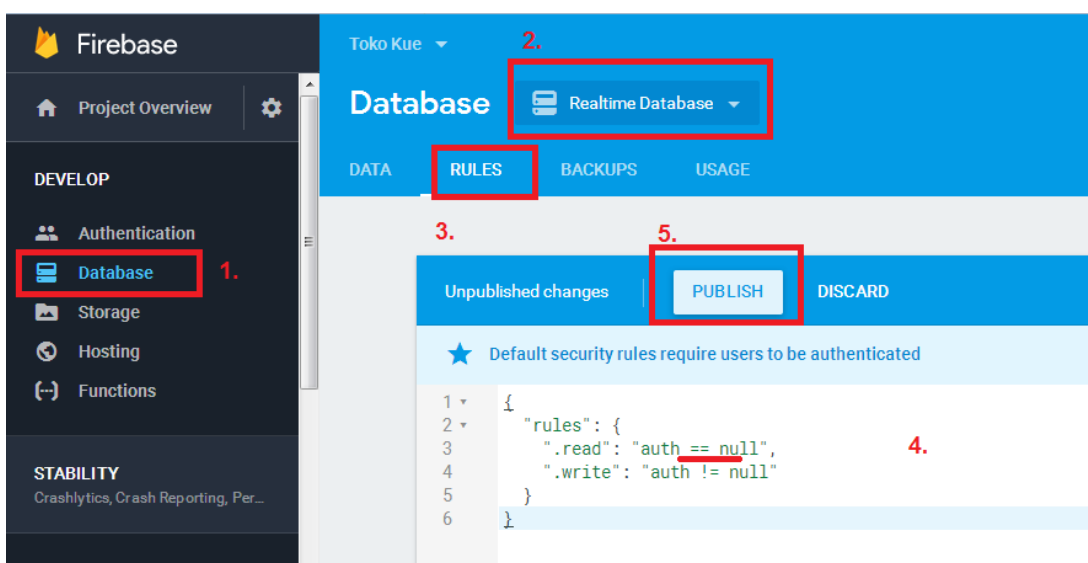 Firebase
Project Overview
DEVELOP
Authentication
Database
1.
Storage
Hosting
Functions
STABILITY
Crashlytics, Crash Reporting, Per...
Toko Kue
2.
Database
Realtime Database
DATA RULES BACKUPS USAGE
3.
5.
Unpublished changes PUBLISH DISCARD
Default security rules require users to be authenticated
1 {
2 "rules": {
3 ".read": "auth == null",
4 ".write": "auth != null"
5 }
6 }
4.